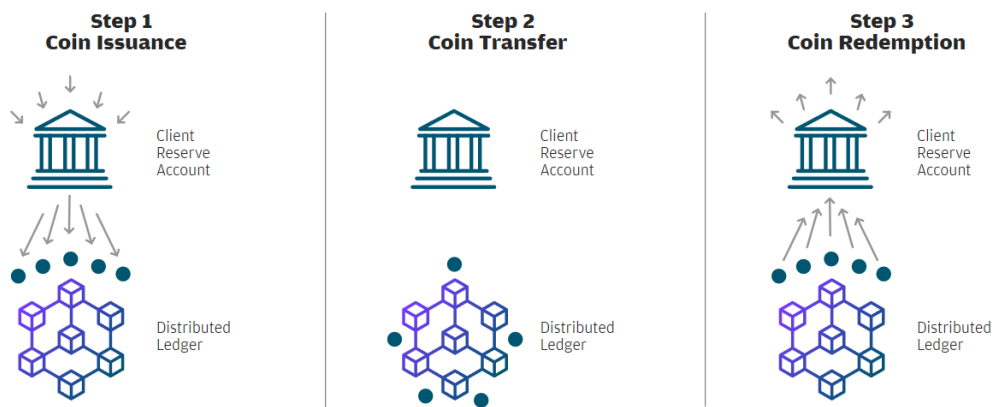 Step 1
Coin Issuance
Client
Reserve
Account
Distributed
Ledger
Step 2
Coin Transfer
Client
Reserve
Account
Distributed
Ledger
Step 3
Coin Redemption
Client
Reserve
Account
Distributed
Ledger